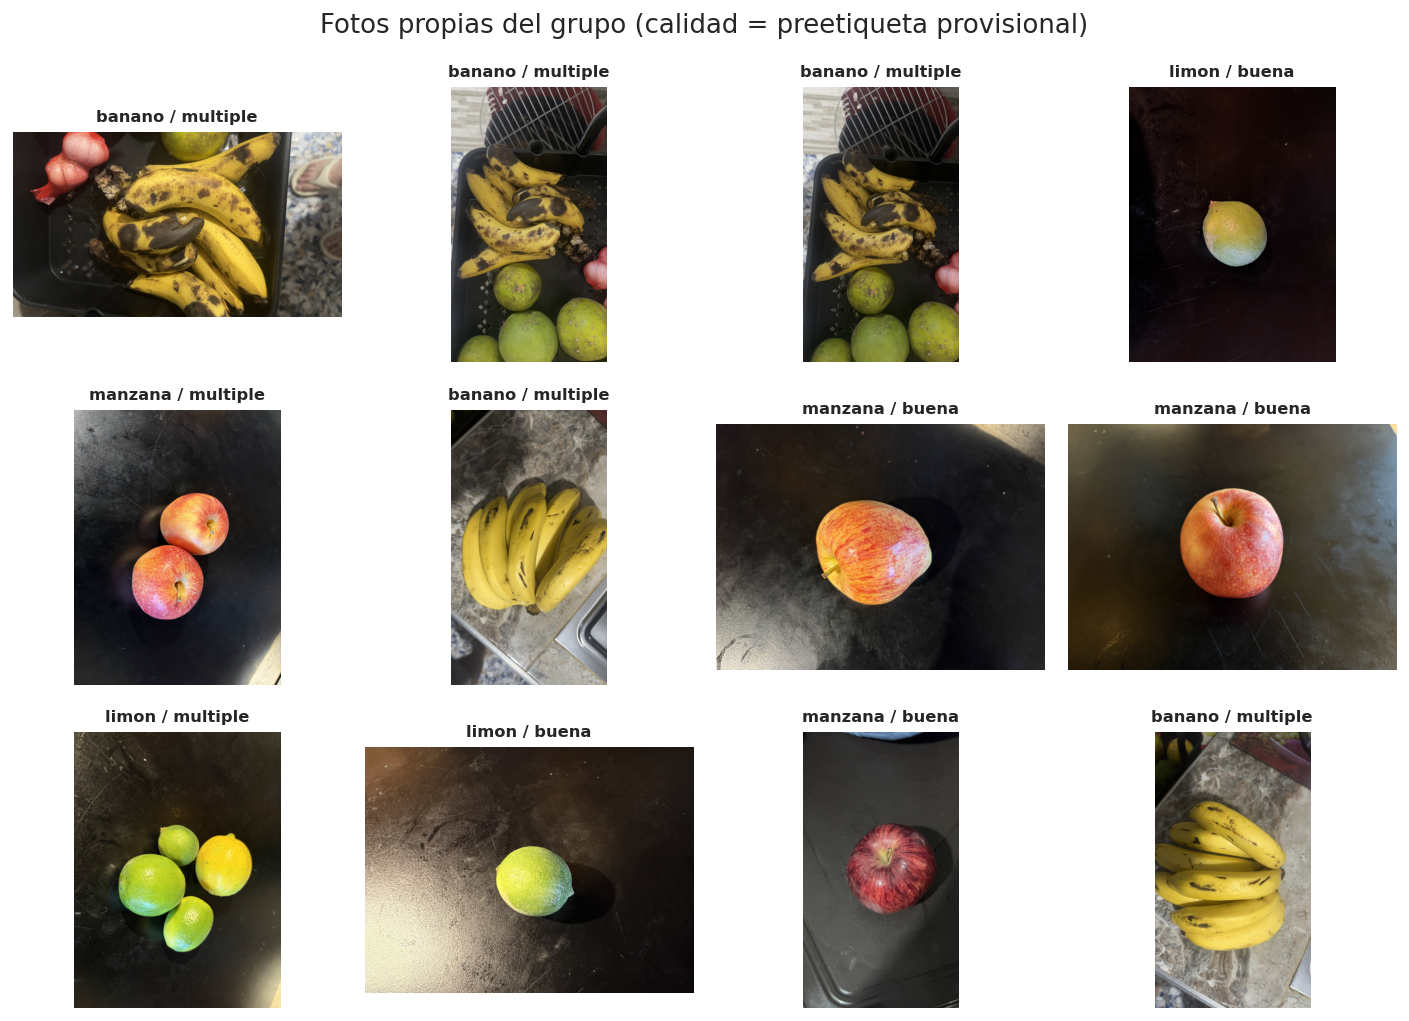 Fotos propias del grupo (calidad = preetiqueta provisional)
banano / multiple
banano / multiple
banano / multiple
limon / buena
manzana / multiple
banano / multiple
manzana / buena
manzana / buena
limon / multiple
limon / buena
manzana / buena
banano / multiple